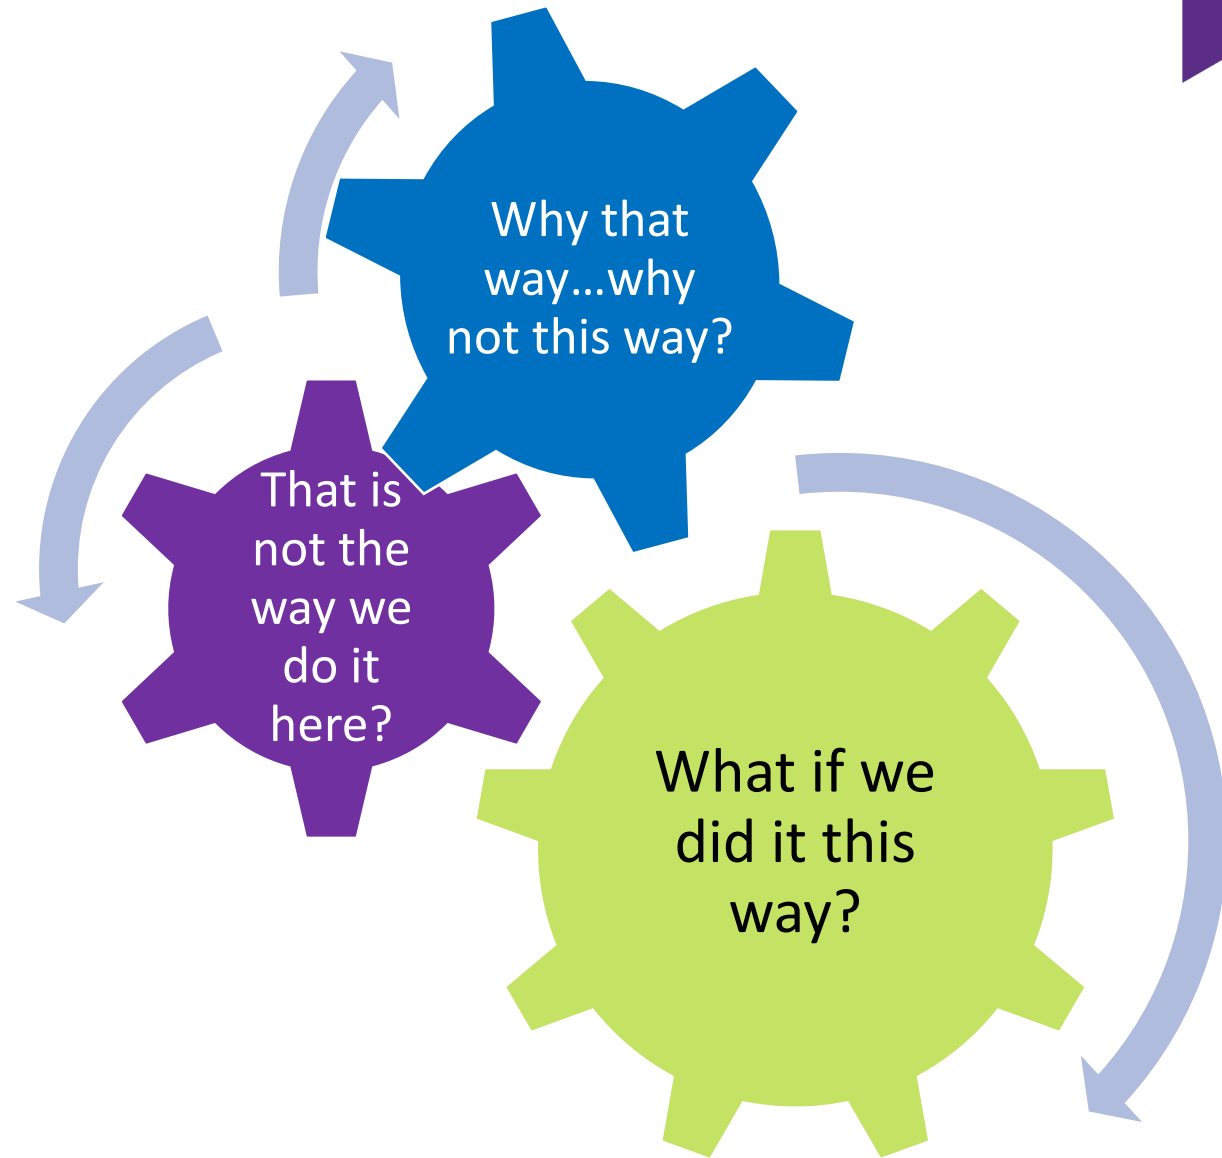 Why that
way...why
not this way?
That is
not the
way we
do it
here?
What if we
did it this
way?